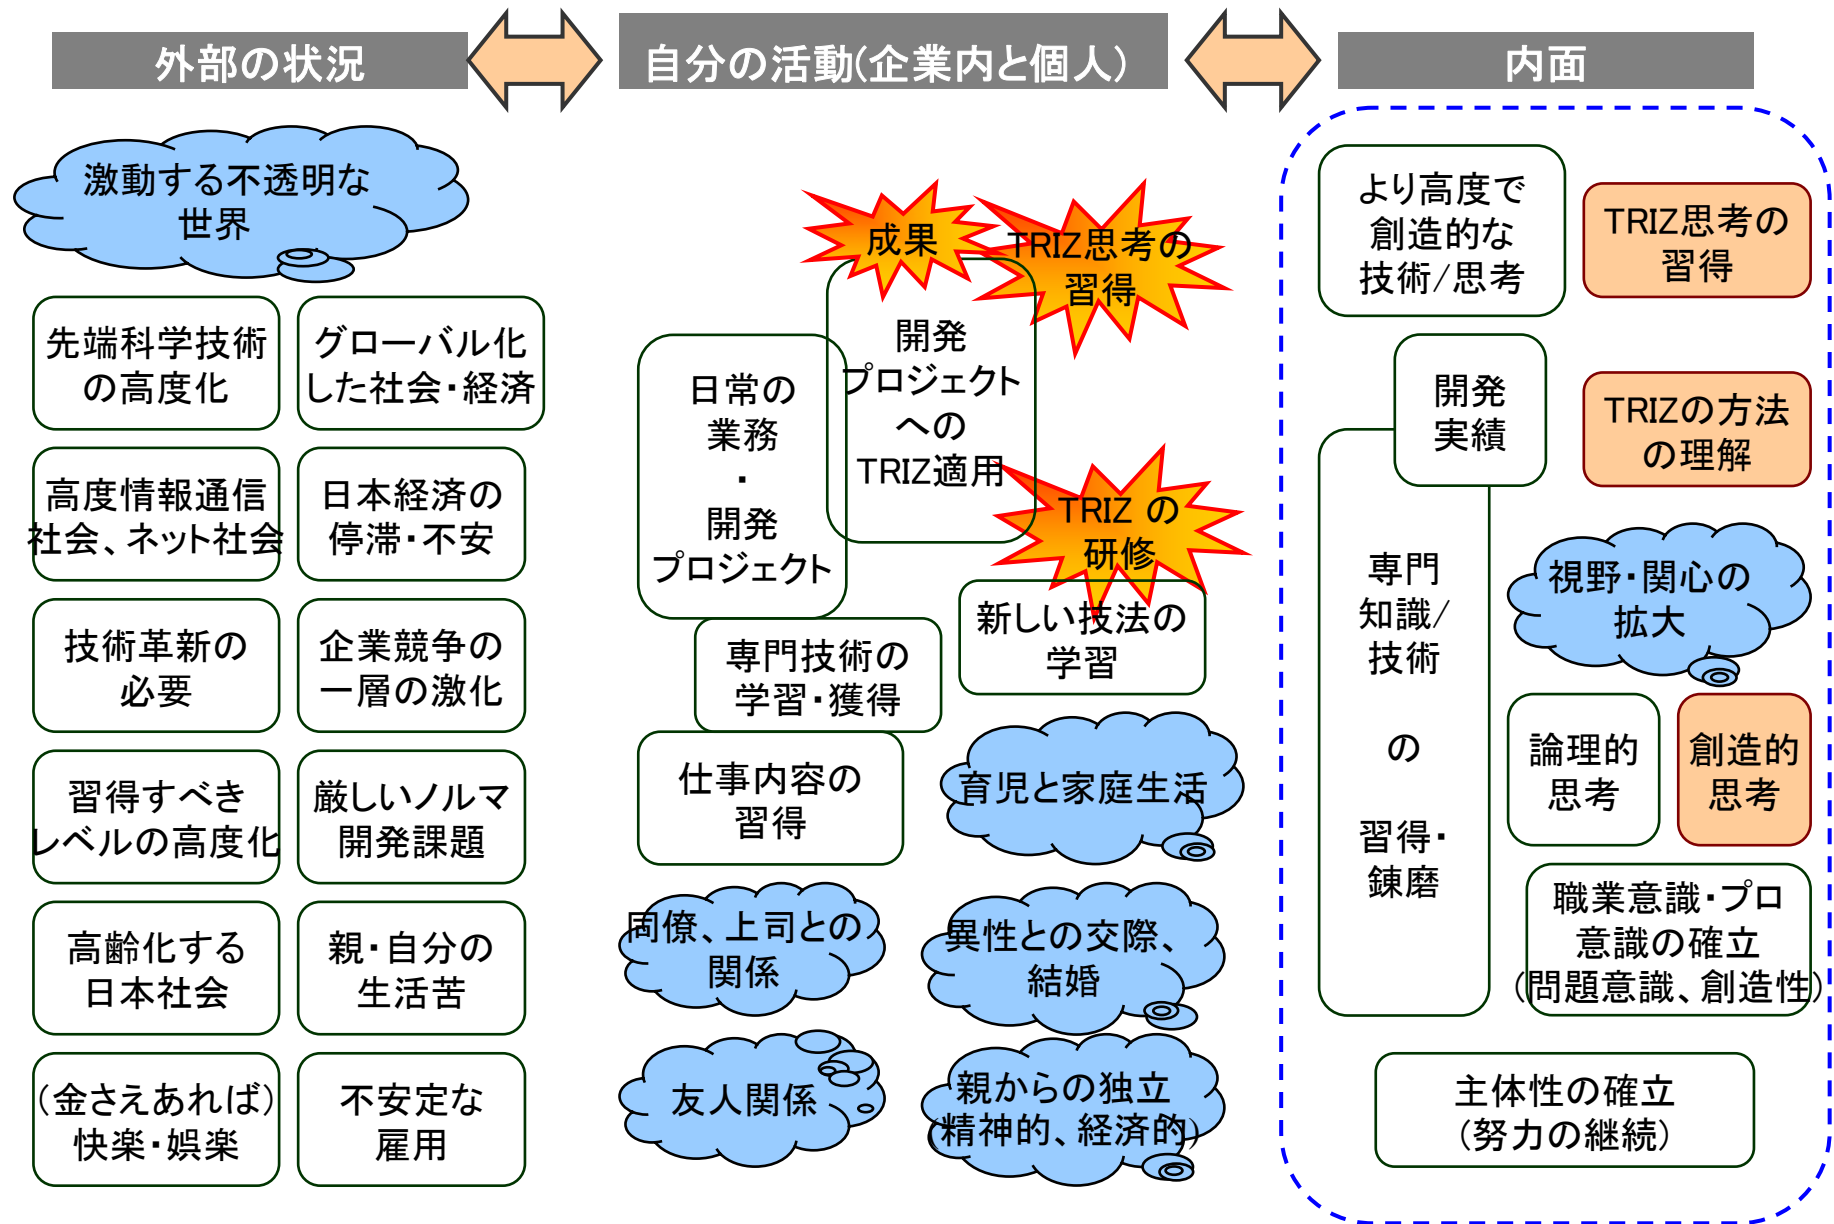 外部の状況
自分の活動(企業内と個人)
内面
激動する不透明な
世界
先端科学技術
の高度化
グローバル化
した社会・経済
高度情報通信
社会、ネット社会
日本経済の
停滞・不安
技術革新の
必要
企業競争の
一層の激化
習得すべき
レベルの高度化
厳しいノルマ
開発課題
高齢化する
日本社会
親・自分の
生活苦
(金さえあれば)
快楽・娯楽
不安定な
雇用
成果
TRIZ思考の
習得
開発
プロジェクト
への
TRIZ適用
日常の
業務
・
開発
プロジェクト
TRIZ の
研修
新しい技法の
学習
専門技術の
学習・獲得
仕事内容の
習得
育児と家庭生活
同僚、上司との
関係
異性との交際、
結婚
友人関係
親からの独立
(精神的、経済的)
より高度で
創造的な
技術/思考
TRIZ思考の
習得
開発
実績
TRIZの方法
の理解
専門
知識/
技術
の
習得・
錬磨
視野・関心の
拡大
論理的
思考
創造的
思考
職業意識・プロ
意識の確立
(問題意識、創造性)
主体性の確立
(努力の継続)